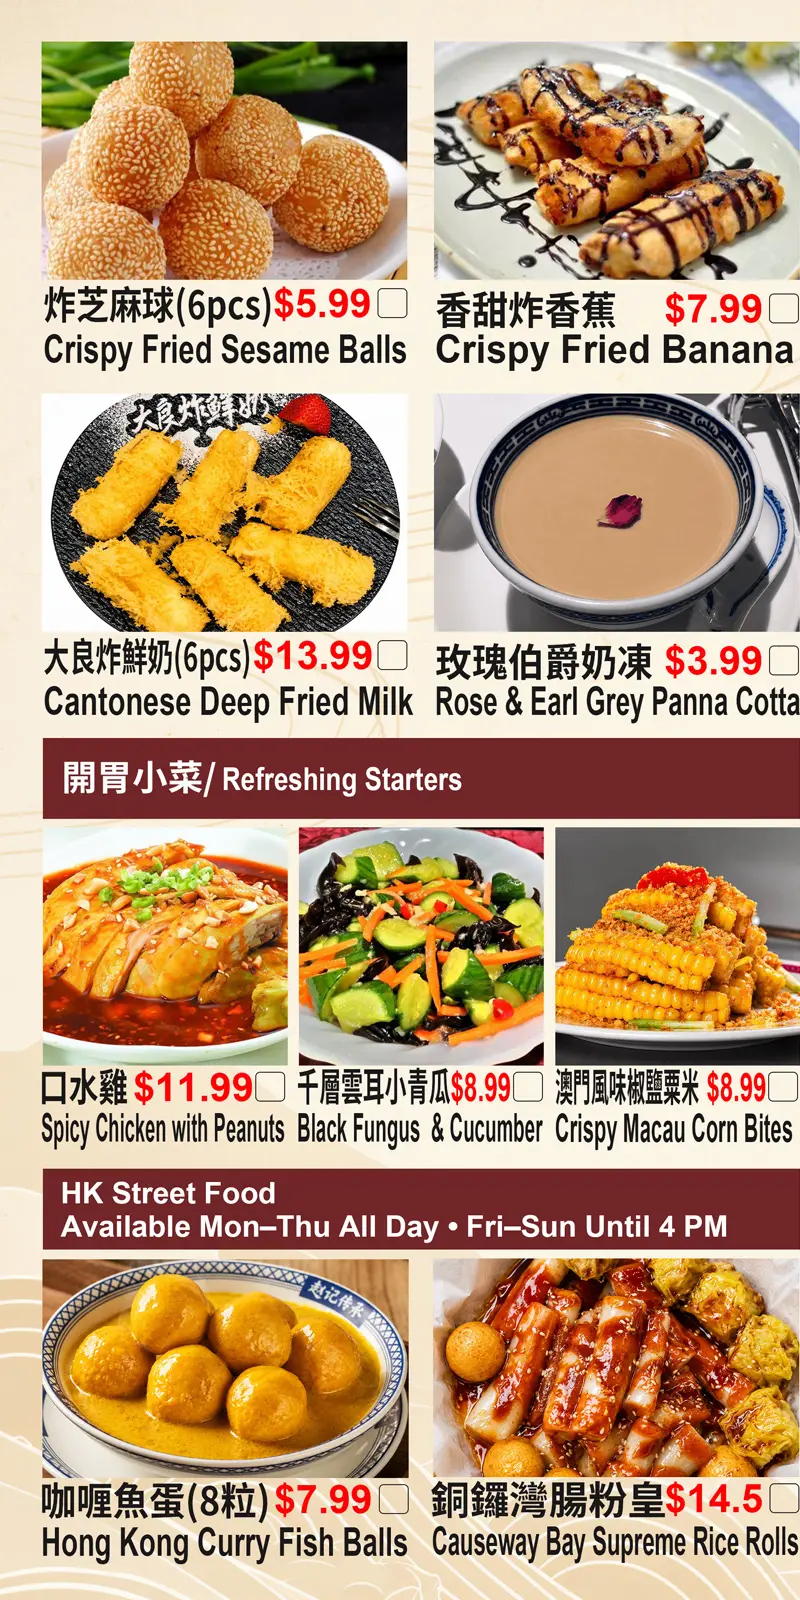 炸芝麻球(6pcs)$5.99
Crispy Fried Sesame Balls
香甜炸香蕉 $7.99
Crispy Fried Banana
大良炸鮮奶
大良炸鮮奶(6pcs)$13.99
Cantonese Deep Fried Milk
玫瑰伯爵奶凍 $3.99
Rose & Earl Grey Panna Cotta
開胃小菜/ Refreshing Starters
口水雞 $11.99
Spicy Chicken with Peanuts
千層雲耳小青瓜$8.99
Black Fungus & Cucumber
澳門風味椒鹽粟米 $8.99
Crispy Macau Corn Bites
HK Street Food
Available Mon–Thu All Day • Fri–Sun Until 4 PM
赵记传承
咖喱魚蛋(8粒)$7.99
Hong Kong Curry Fish Balls
銅鑼灣腸粉皇$14.5
Causeway Bay Supreme Rice Rolls